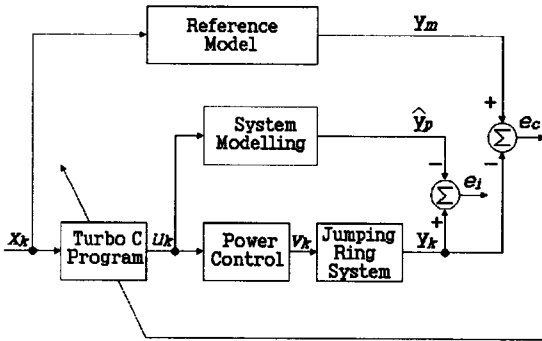 Reference
Model
Ym
+
ec
Σ
−
System
Modelling
ŷp
−
Σ
ei
+
Xk
Turbo C
Program
Uk
Power
Control
Vk
Jumping
Ring
System
Yk